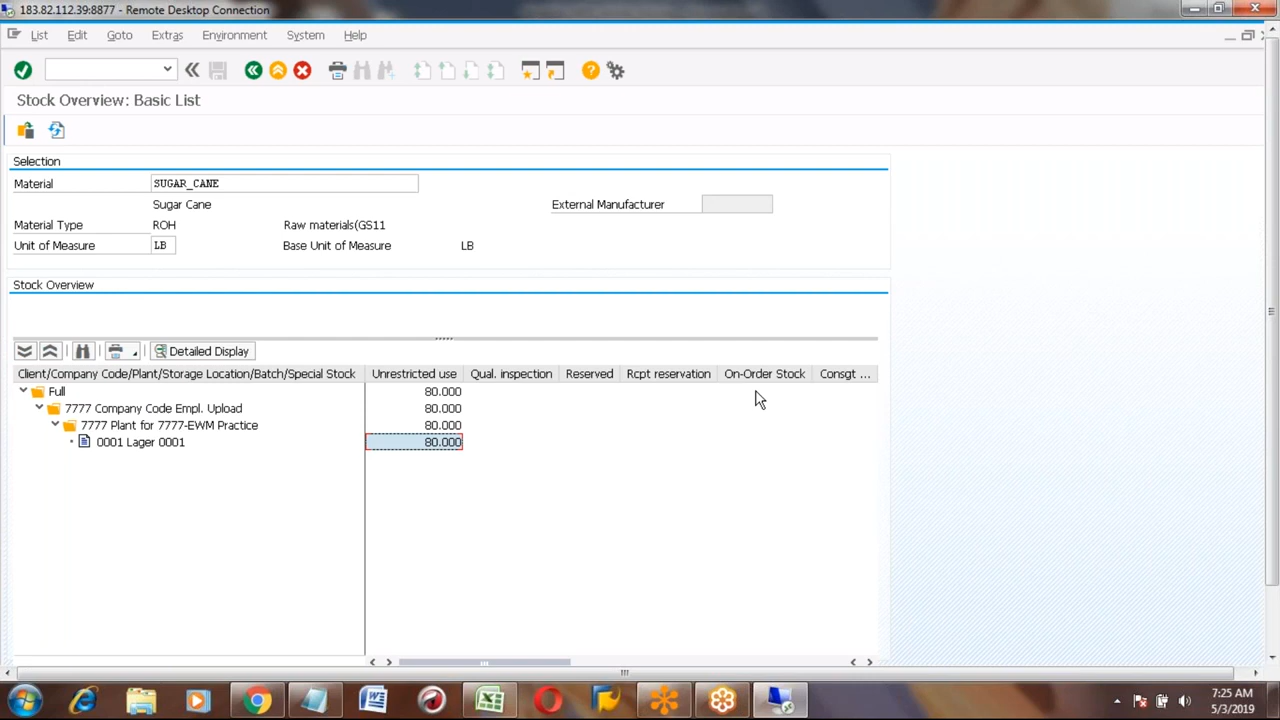 183.82.112.39:8877 - Remote Desktop Connection
List Edit Goto Extras Environment System Help
Stock Overview: Basic List
Selection
Material SUGAR_CANE
Sugar Cane External Manufacturer
Material Type ROH Raw materials(GS11
Unit of Measure LB Base Unit of Measure LB
Stock Overview
Detailed Display
Client/Company Code/Plant/Storage Location/Batch/Special Stock Unrestricted use Qual. inspection Reserved Rcpt reservation On-Order Stock Consgt ...
Full 80.000
7777 Company Code Empl. Upload 80.000
7777 Plant for 7777-EWM Practice 80.000
0001 Lager 0001 80.000
7:25 AM
5/3/2019